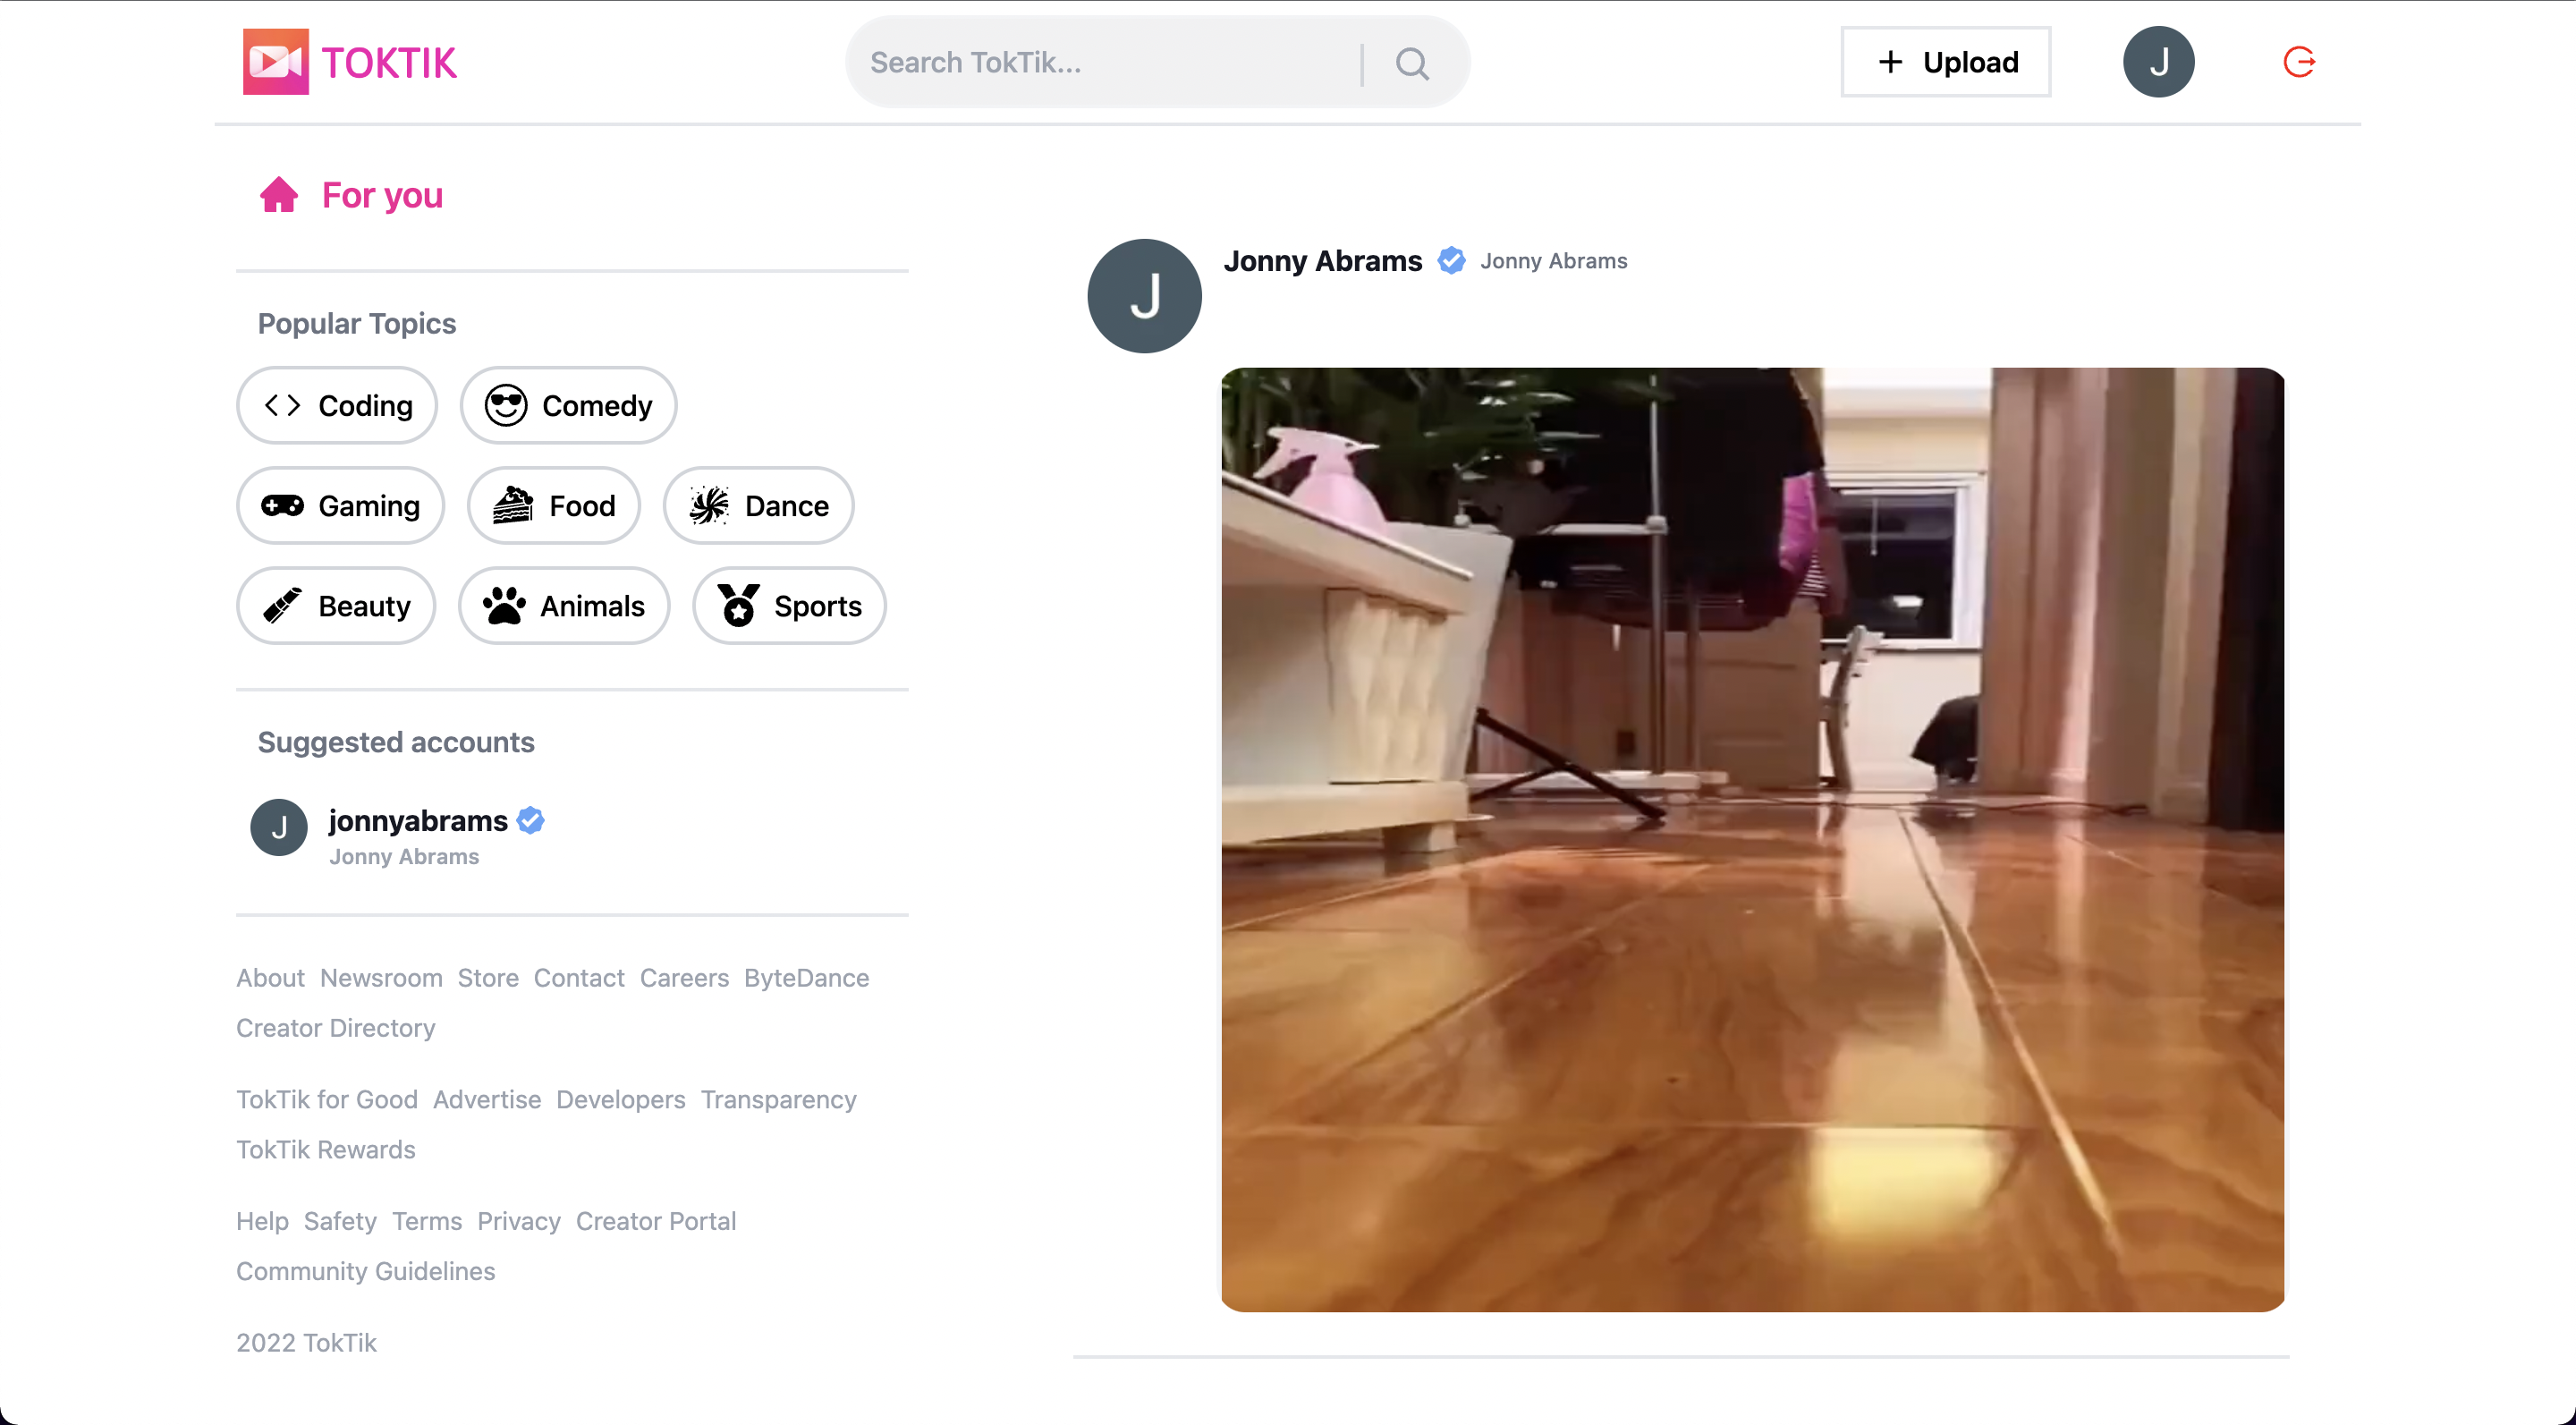 TOKTIK
Search TokTik...
Upload
J
For you
Popular Topics
Coding
Comedy
Gaming
Food
Dance
Beauty
Animals
Sports
Suggested accounts
J
jonnyabrams
Jonny Abrams
About Newsroom Store Contact Careers ByteDance
Creator Directory
TokTik for Good Advertise Developers Transparency
TokTik Rewards
Help Safety Terms Privacy Creator Portal
Community Guidelines
2022 TokTik
J
Jonny Abrams Jonny Abrams